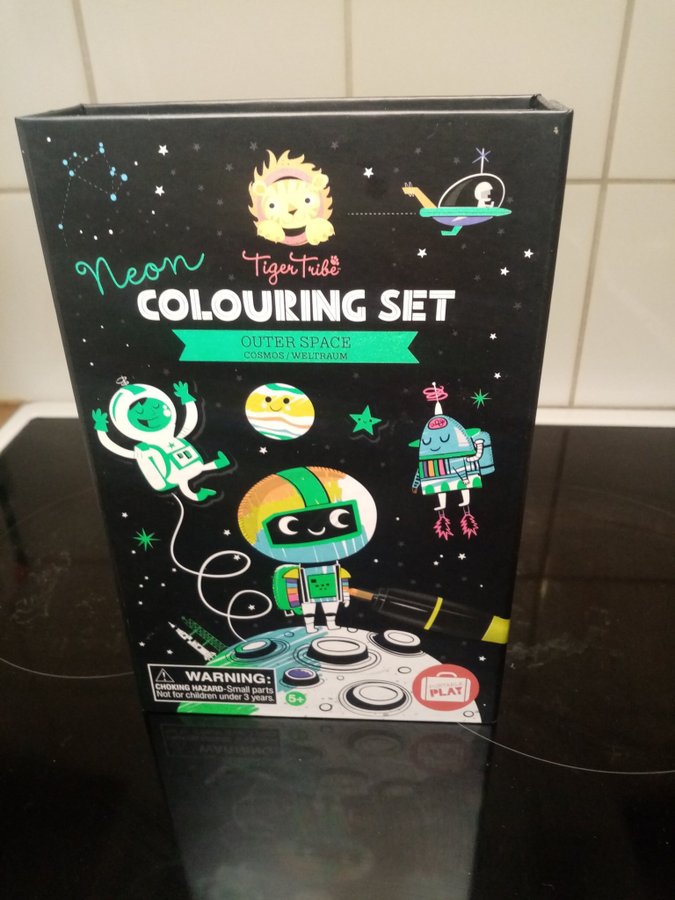 Tiger Tribe
Neon
COLOURING SET
OUTER SPACE
COSMOS / WELTRAUM
WARNING:
CHOKING HAZARD-Small parts
Not for children under 3 years.
5+
PORTABLE
PLAY